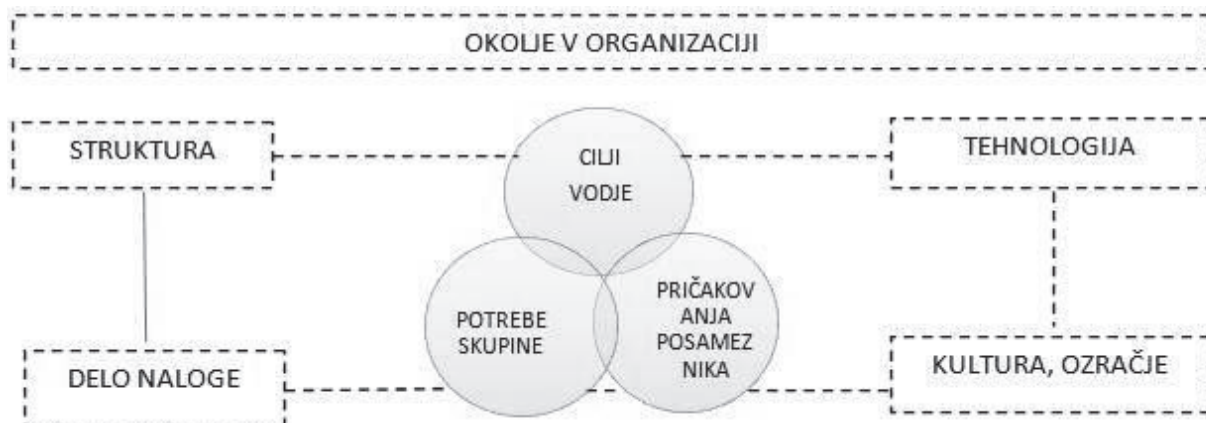 OKOLJE V ORGANIZACIJI
STRUKTURA
CILJI
VODJE
TEHNOLOGIJA
POTREBE
SKUPINE
PRIČAKOV
ANJA
POSAMEZ
NIKA
DELO NALOGE
KULTURA, OZRAČJE